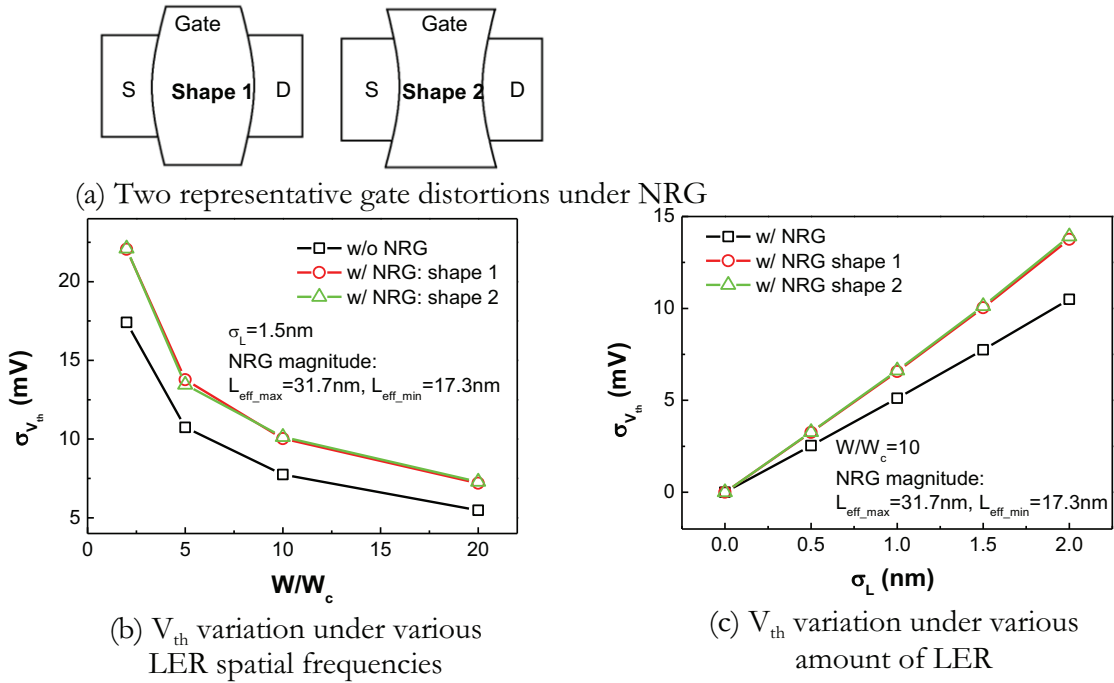 Gate
S
Shape 1
D
Gate
S
Shape 2
D
(a) Two representative gate distortions under NRG
w/o NRG
w/ NRG: shape 1
w/ NRG: shape 2
σL=1.5nm
NRG magnitude:
Leff_max=31.7nm, Leff_min=17.3nm
σVth (mV)
20
15
10
5
0
5
10
15
20
W/Wc
(b) Vth variation under various
LER spatial frequencies
w/ NRG
w/ NRG shape 1
w/ NRG shape 2
W/Wc=10
NRG magnitude:
Leff_max=31.7nm, Leff_min=17.3nm
σVth (mV)
15
10
5
0
0.0
0.5
1.0
1.5
2.0
σL (nm)
(c) Vth variation under various
amount of LER